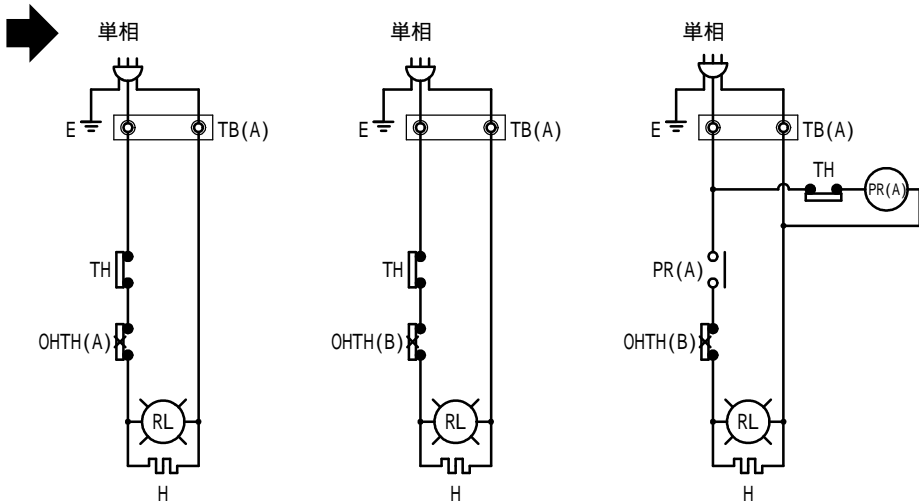 単相
単相
単相
E
TB(A)
E
TB(A)
E
TB(A)
TH
PR(A)
TH
TH
PR(A)
OHTH(A)
OHTH(B)
OHTH(B)
RL
RL
RL
H
H
H